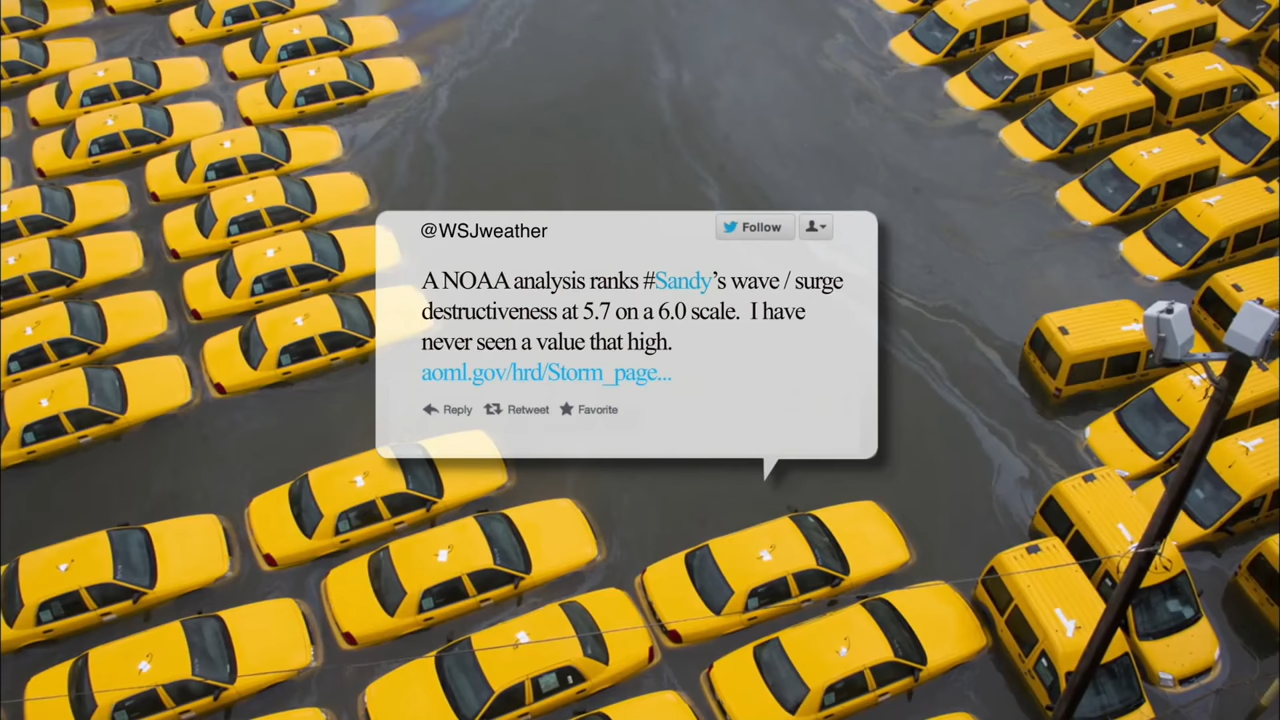 @WSJweather
Follow
A NOAA analysis ranks #Sandy's wave / surge
destructiveness at 5.7 on a 6.0 scale. I have
never seen a value that high.
aoml.gov/hrd/Storm_page...
Reply Retweet Favorite